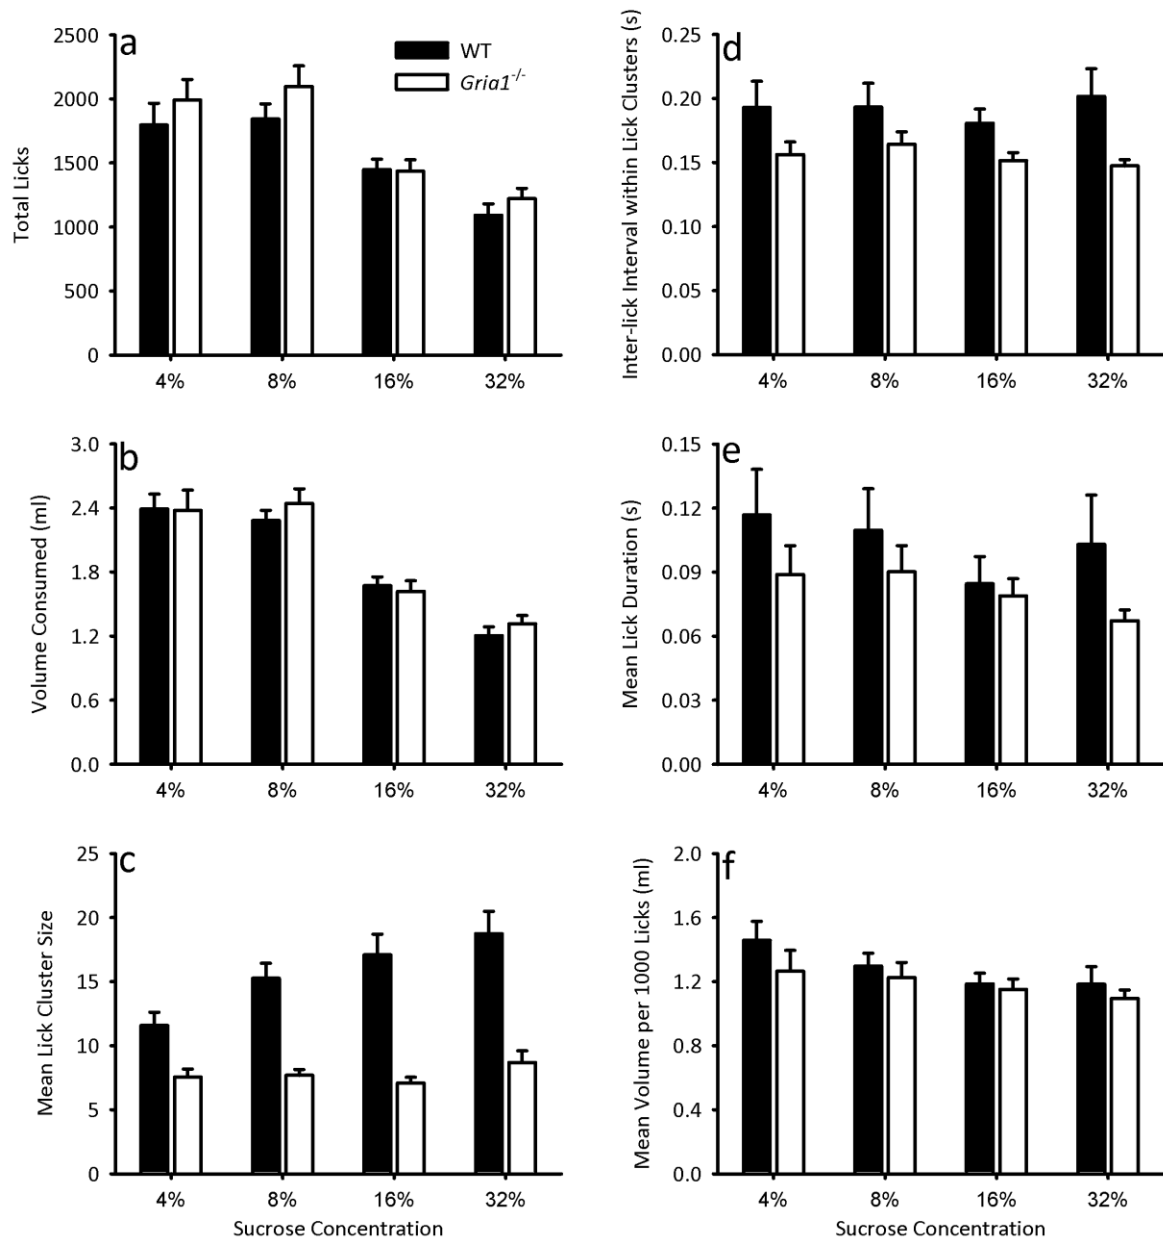 a
WT
Gria1-/-
Total Licks
2500
2000
1500
1000
500
0
4% 8% 16% 32%
b
Volume Consumed (ml)
3.0
2.4
1.8
1.2
0.6
0.0
4% 8% 16% 32%
c
Mean Lick Cluster Size
25
20
15
10
5
0
4% 8% 16% 32%
Sucrose Concentration
d
Inter-lick Interval within Lick Clusters (s)
0.25
0.20
0.15
0.10
0.05
0.00
4% 8% 16% 32%
e
Mean Lick Duration (s)
0.15
0.12
0.09
0.06
0.03
0.00
4% 8% 16% 32%
f
Mean Volume per 1000 Licks (ml)
2.0
1.6
1.2
0.8
0.4
0.0
4% 8% 16% 32%
Sucrose Concentration